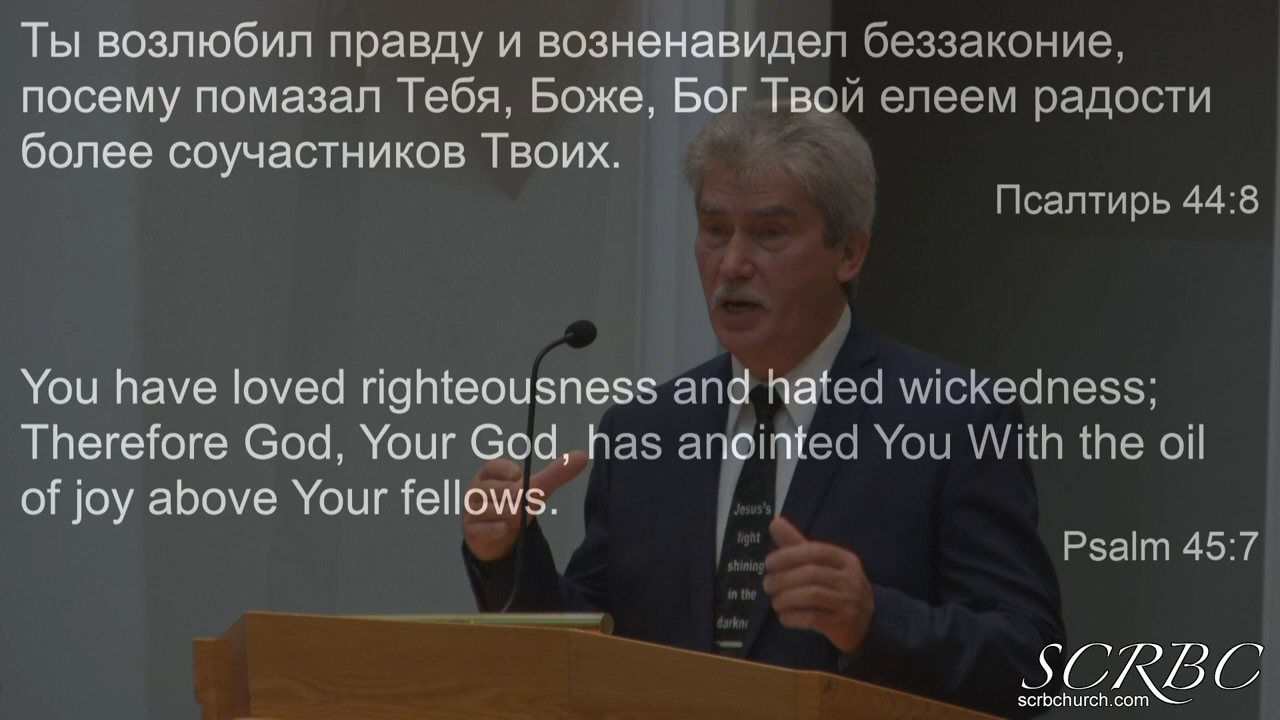 Ты возлюбил правду и возненавидел беззаконие,
посему помазал Тебя, Боже, Бог Твой елеем радости
более соучастников Твоих.
Псалтирь 44:8
You have loved righteousness and hated wickedness;
Therefore God, Your God, has anointed You With the oil
of joy above Your fellows.
Psalm 45:7
Jesus's
light
shining
in the
darkne
SCRBC
scrbchurch.com